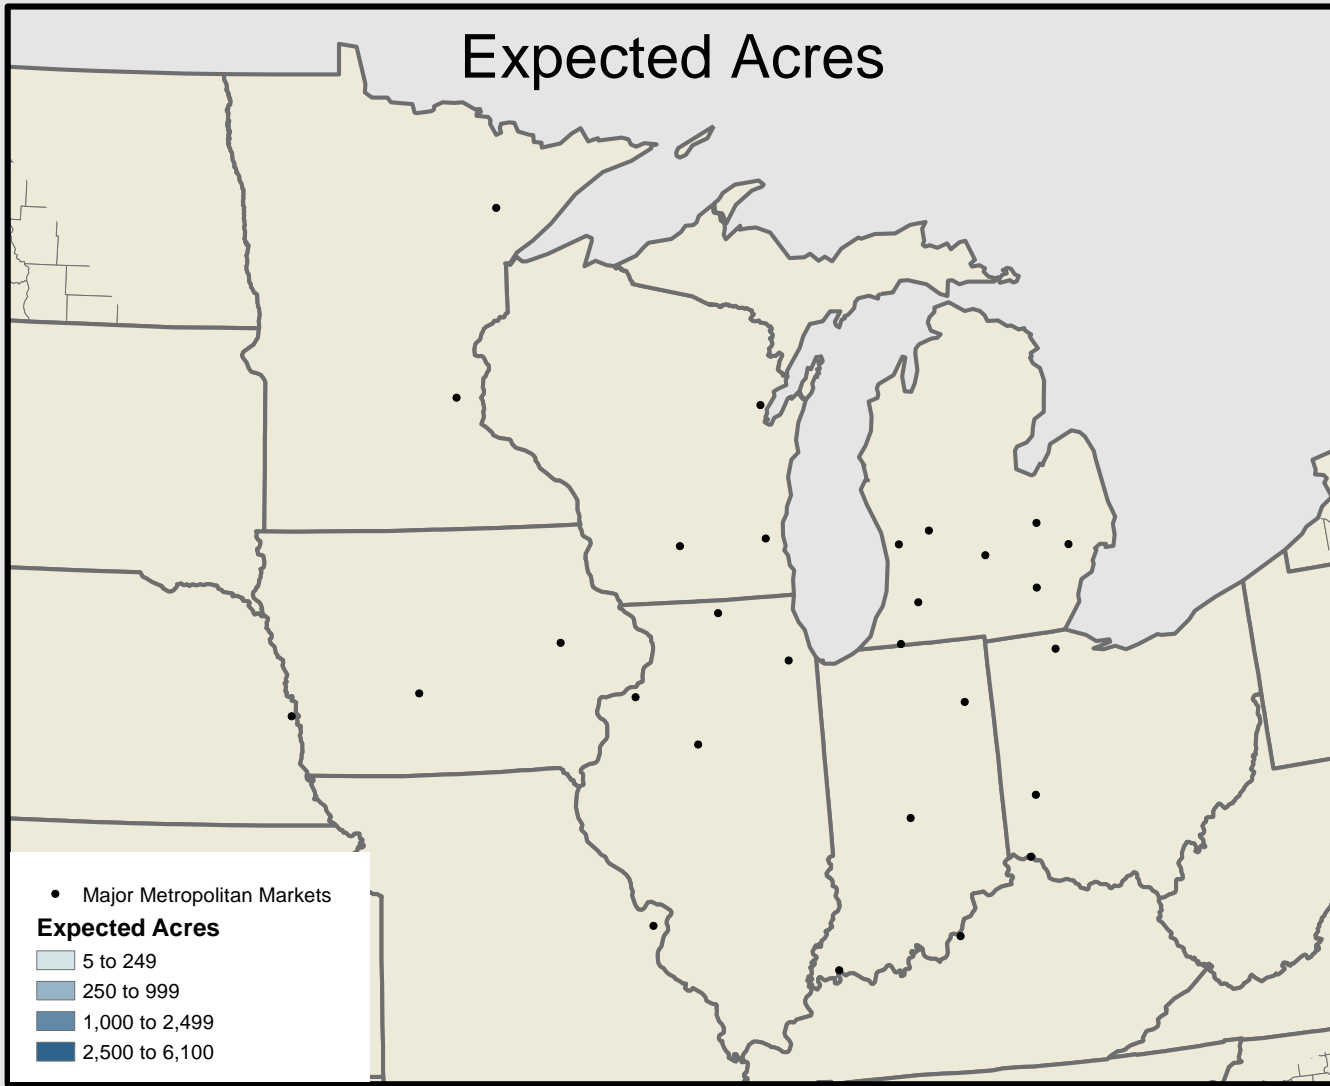 Expected Acres
Major Metropolitan Markets
Expected Acres
5 to 249
250 to 999
1,000 to 2,499
2,500 to 6,100